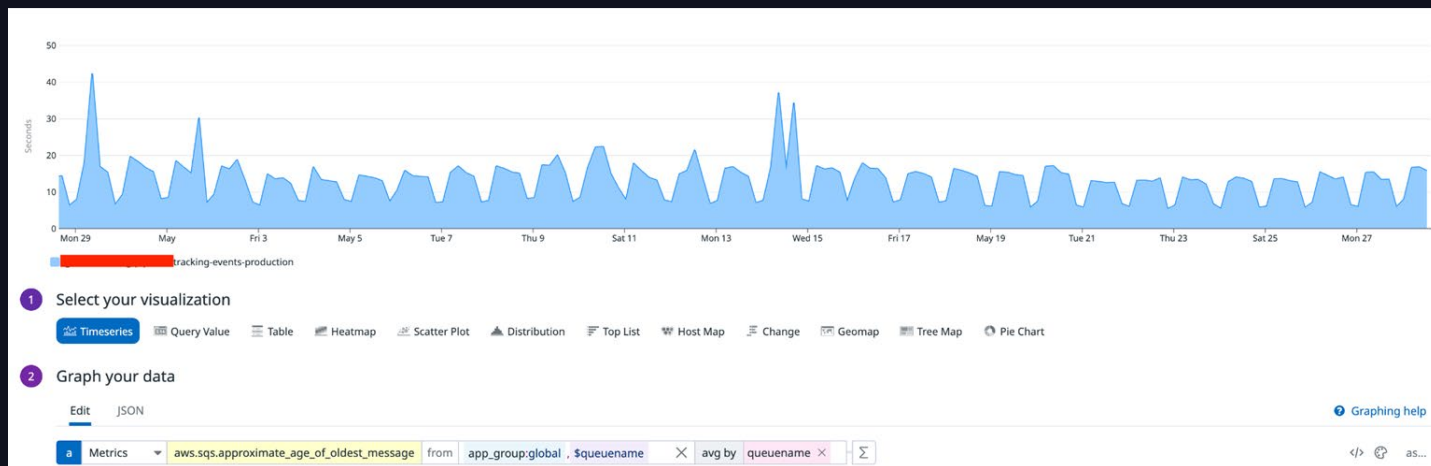 50
40
30
20
10
0
Seconds
Mon 29 May Fri 3 May 5 Tue 7 Thu 9 Sat 11 Mon 13 Wed 15 Fri 17 May 19 Tue 21 Thu 23 Sat 25 Mon 27
tracking-events-production
1 Select your visualization
Timeseries Query Value Table Heatmap Scatter Plot Distribution Top List Host Map Change Geomap Tree Map Pie Chart
2 Graph your data
Edit JSON Graphing help
a Metrics aws.sqs.approximate_age_of_oldest_message from app_group:global , $queuename avg by queuename Σ </> as...